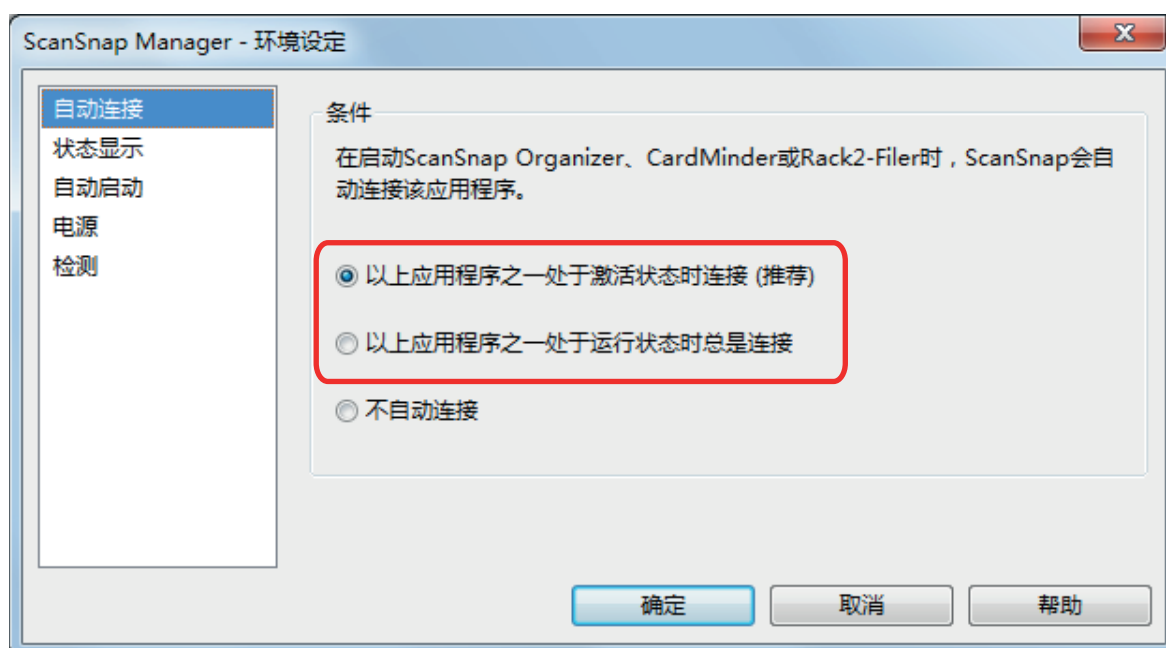 ScanSnap Manager - 环境设定
自动连接
状态显示
自动启动
电源
检测
条件
在启动ScanSnap Organizer、CardMinder或Rack2-Filer时，ScanSnap会自
动连接该应用程序。
以上应用程序之一处于激活状态时连接 (推荐)
以上应用程序之一处于运行状态时总是连接
不自动连接
确定
取消
帮助